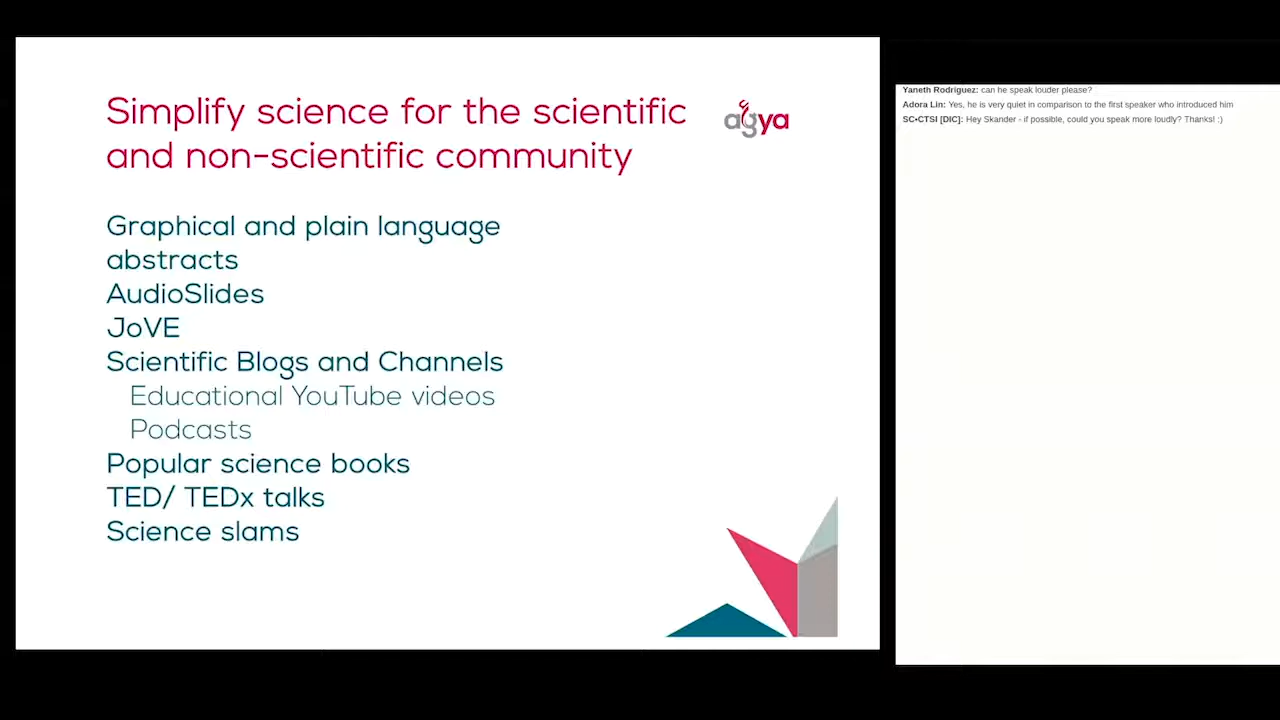 Simplify science for the scientific
and non-scientific community
agya
Graphical and plain language
abstracts
AudioSlides
JoVE
Scientific Blogs and Channels
Educational YouTube videos
Podcasts
Popular science books
TED/ TEDx talks
Science slams
Yaneth Rodriguez: can he speak louder please?
Adora Lin: Yes, he is very quiet in comparison to the first speaker who introduced him
SC•CTSI [DIC]: Hey Skander - if possible, could you speak more loudly? Thanks! :)